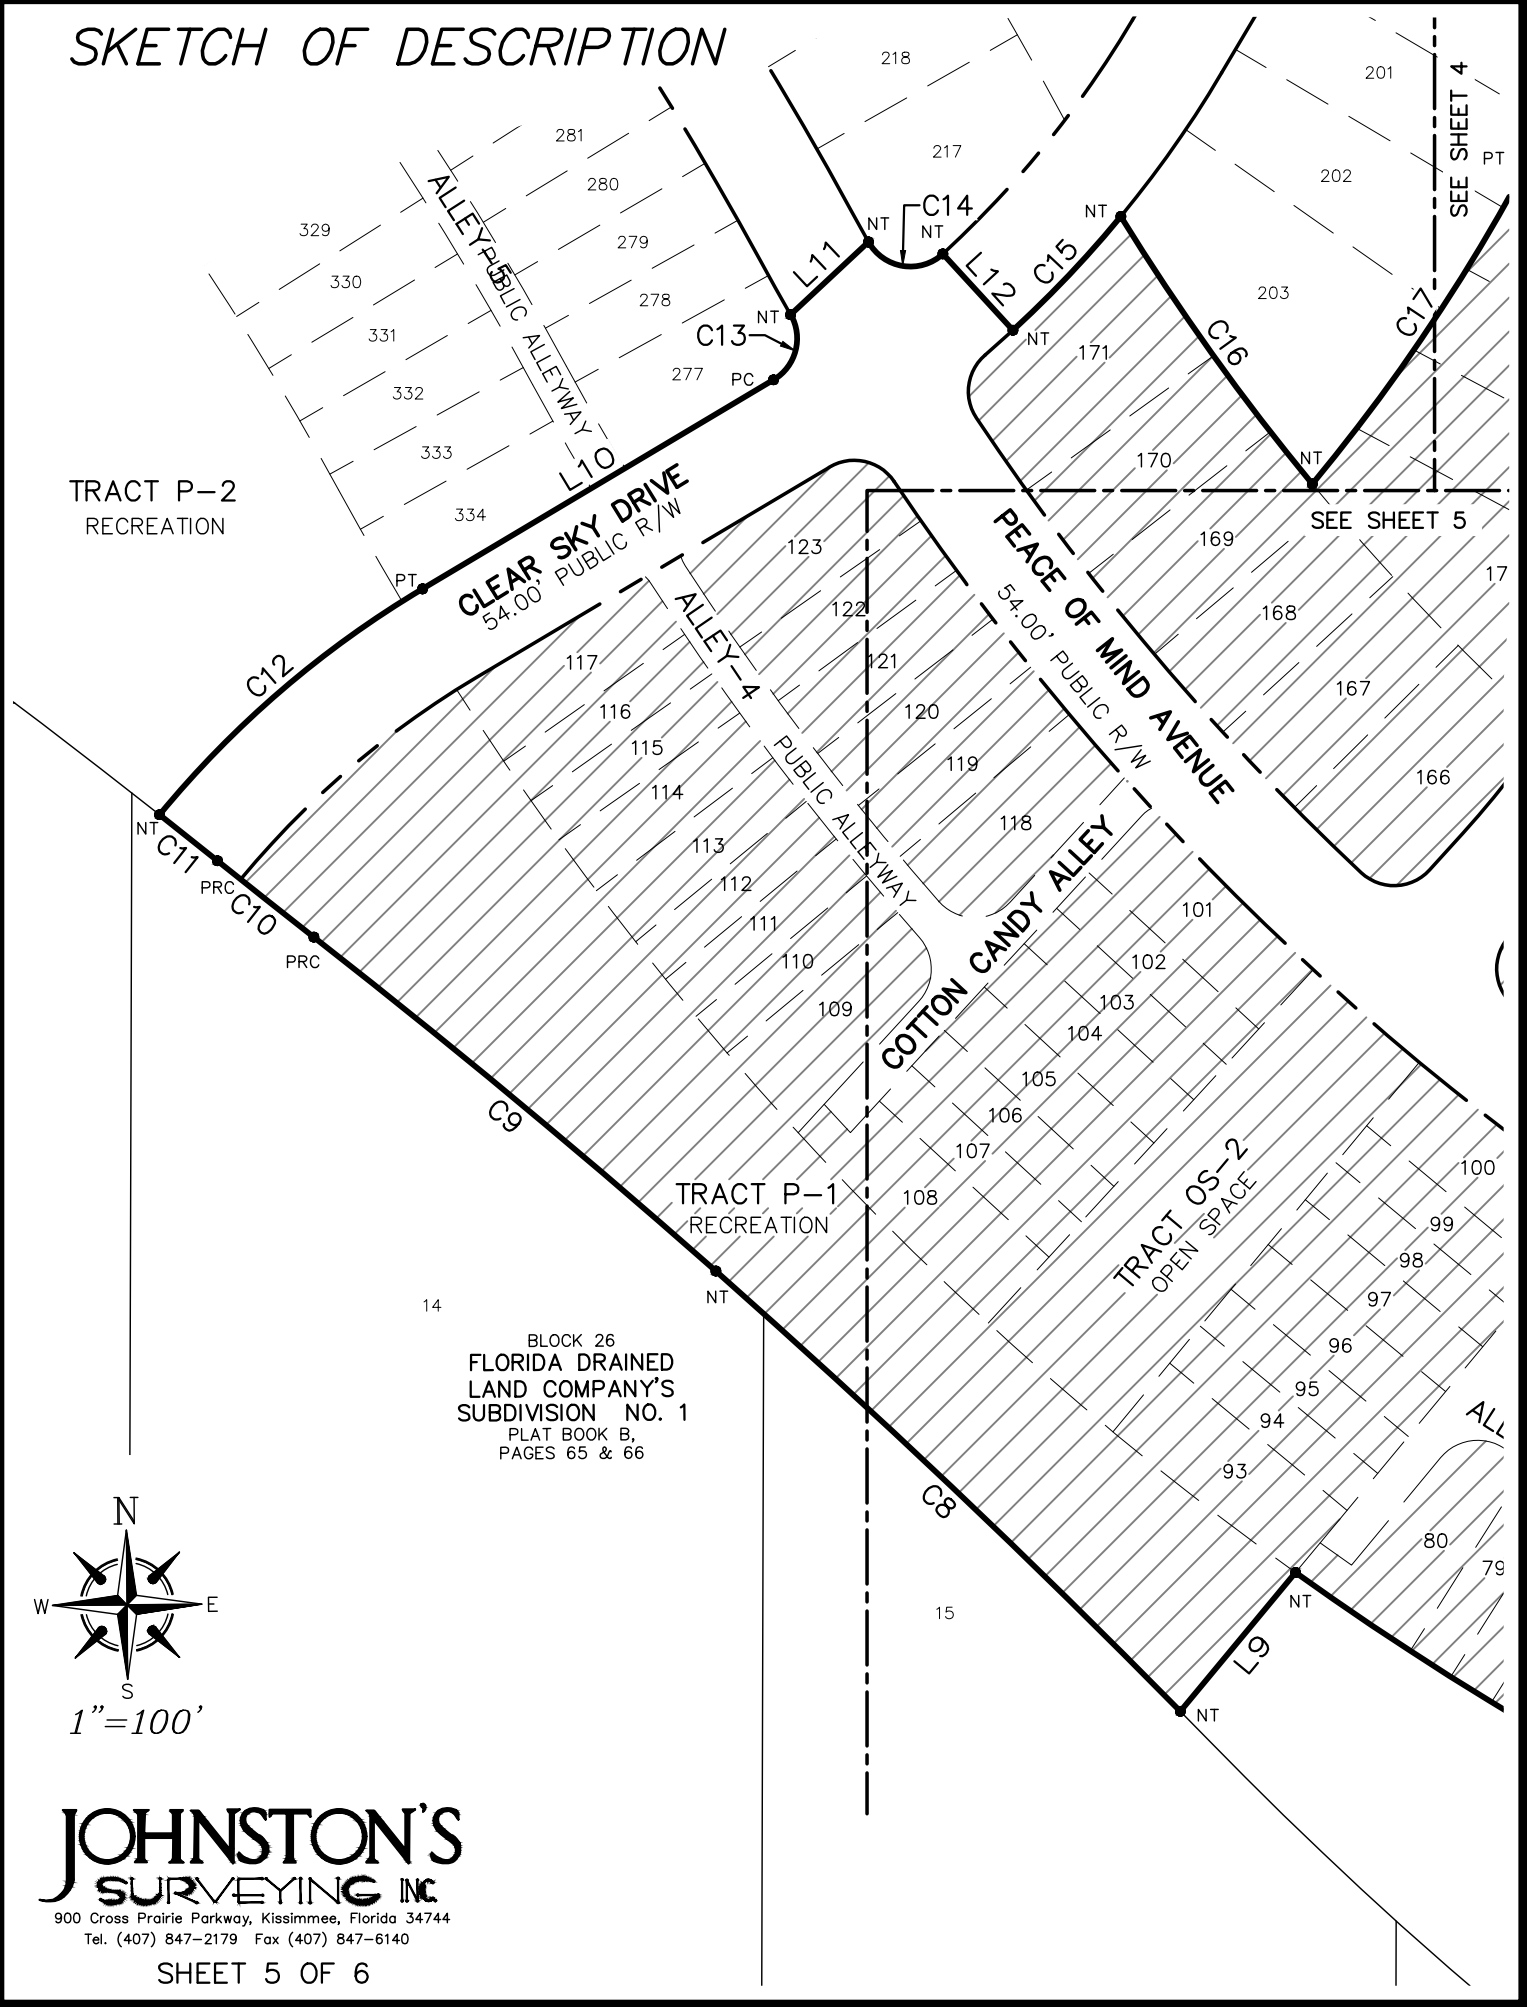 SKETCH OF DESCRIPTION
218
201
SEE SHEET 4
281
217
PT
280
202
ALLEY-5
PUBLIC ALLEYWAY
C14
NT
NT
NT
329
279
L11
L12
C15
330
278
203
NT
C17
331
C13
NT
C16
171
277
PC
332
333
L10
170
NT
TRACT P-2
RECREATION
334
CLEAR SKY DRIVE
54.00' PUBLIC R/W
SEE SHEET 5
123
169
PEACE OF MIND AVENUE
54.00' PUBLIC R/W
17
PT
122
168
ALLEY-4
PUBLIC ALLEYWAY
117
121
C12
167
116
120
115
119
166
114
118
NT
C11
113
COTTON CANDY ALLEY
PRC
112
C10
101
111
PRC
110
102
109
103
104
105
C9
106
107
100
TRACT P-1
RECREATION
108
TRACT OS-2
OPEN SPACE
99
98
NT
97
14
BLOCK 26
FLORIDA DRAINED
LAND COMPANY'S
SUBDIVISION NO. 1
PLAT BOOK B,
PAGES 65 & 66
96
95
94
ALL
93
C8
80
79
N
W
E
S
1"=100'
15
NT
L9
NT
JOHNSTON'S
SURVEYING INC.
900 Cross Prairie Parkway, Kissimmee, Florida 34744
Tel. (407) 847-2179 Fax (407) 847-6140
SHEET 5 OF 6